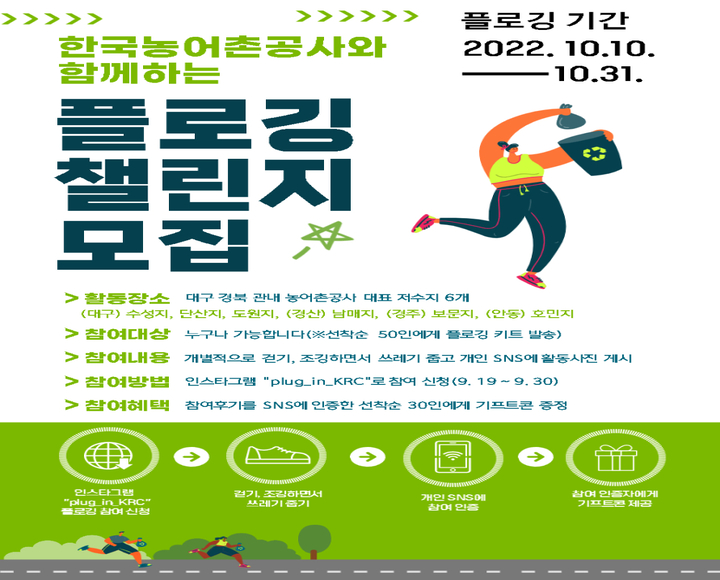 한국농어촌공사와
함께하는
플로깅
챌린지
모집
플로깅 기간
2022. 10.10.
10.31.
> 활동장소 대구 경북 관내 농어촌공사 대표 저수지 6개
(대구) 수성지, 단산지, 도원지, (경산) 남매지, (경주) 보문지, (안동) 호민지
> 참여대상 누구나 가능합니다(※선착순 50인에게 플로깅 키트 발송)
> 참여내용 개별적으로 걷기, 조깅하면서 쓰레기 줍고 개인 SNS에 활동사진 게시
> 참여방법 인스타그램 "plug_in_KRC"로 참여 신청(9. 19 ~ 9. 30)
> 참여혜택 참여후기를 SNS에 인증한 선착순 30인에게 기프트콘 증정
인스타그램
"plug_in_KRC"
플로깅 참여 신청
걷기, 조깅하면서
쓰레기 줍기
개인 SNS에
참여 인증
참여 인증자에게
기프트콘 제공